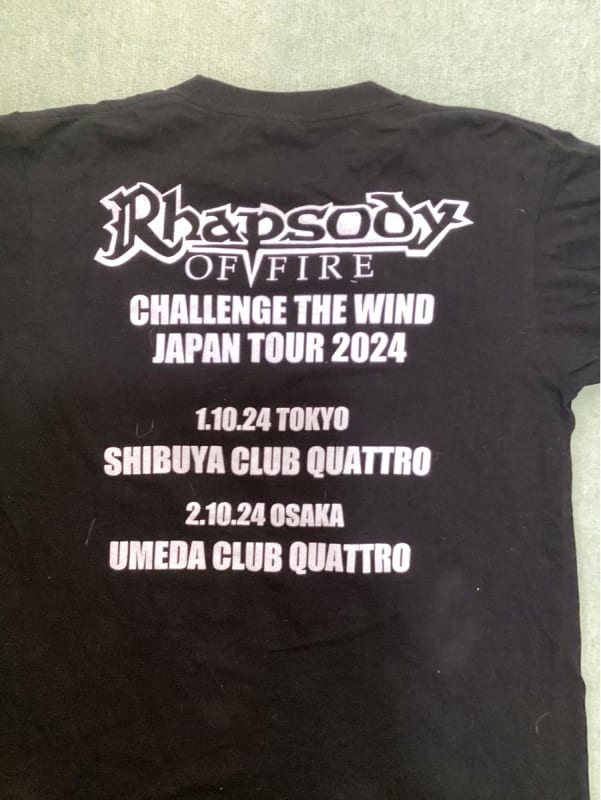 Rhapsody
OF FIRE
CHALLENGE THE WIND
JAPAN TOUR 2024
1.10.24 TOKYO
SHIBUYA CLUB QUATTRO
2.10.24 OSAKA
UMEDA CLUB QUATTRO